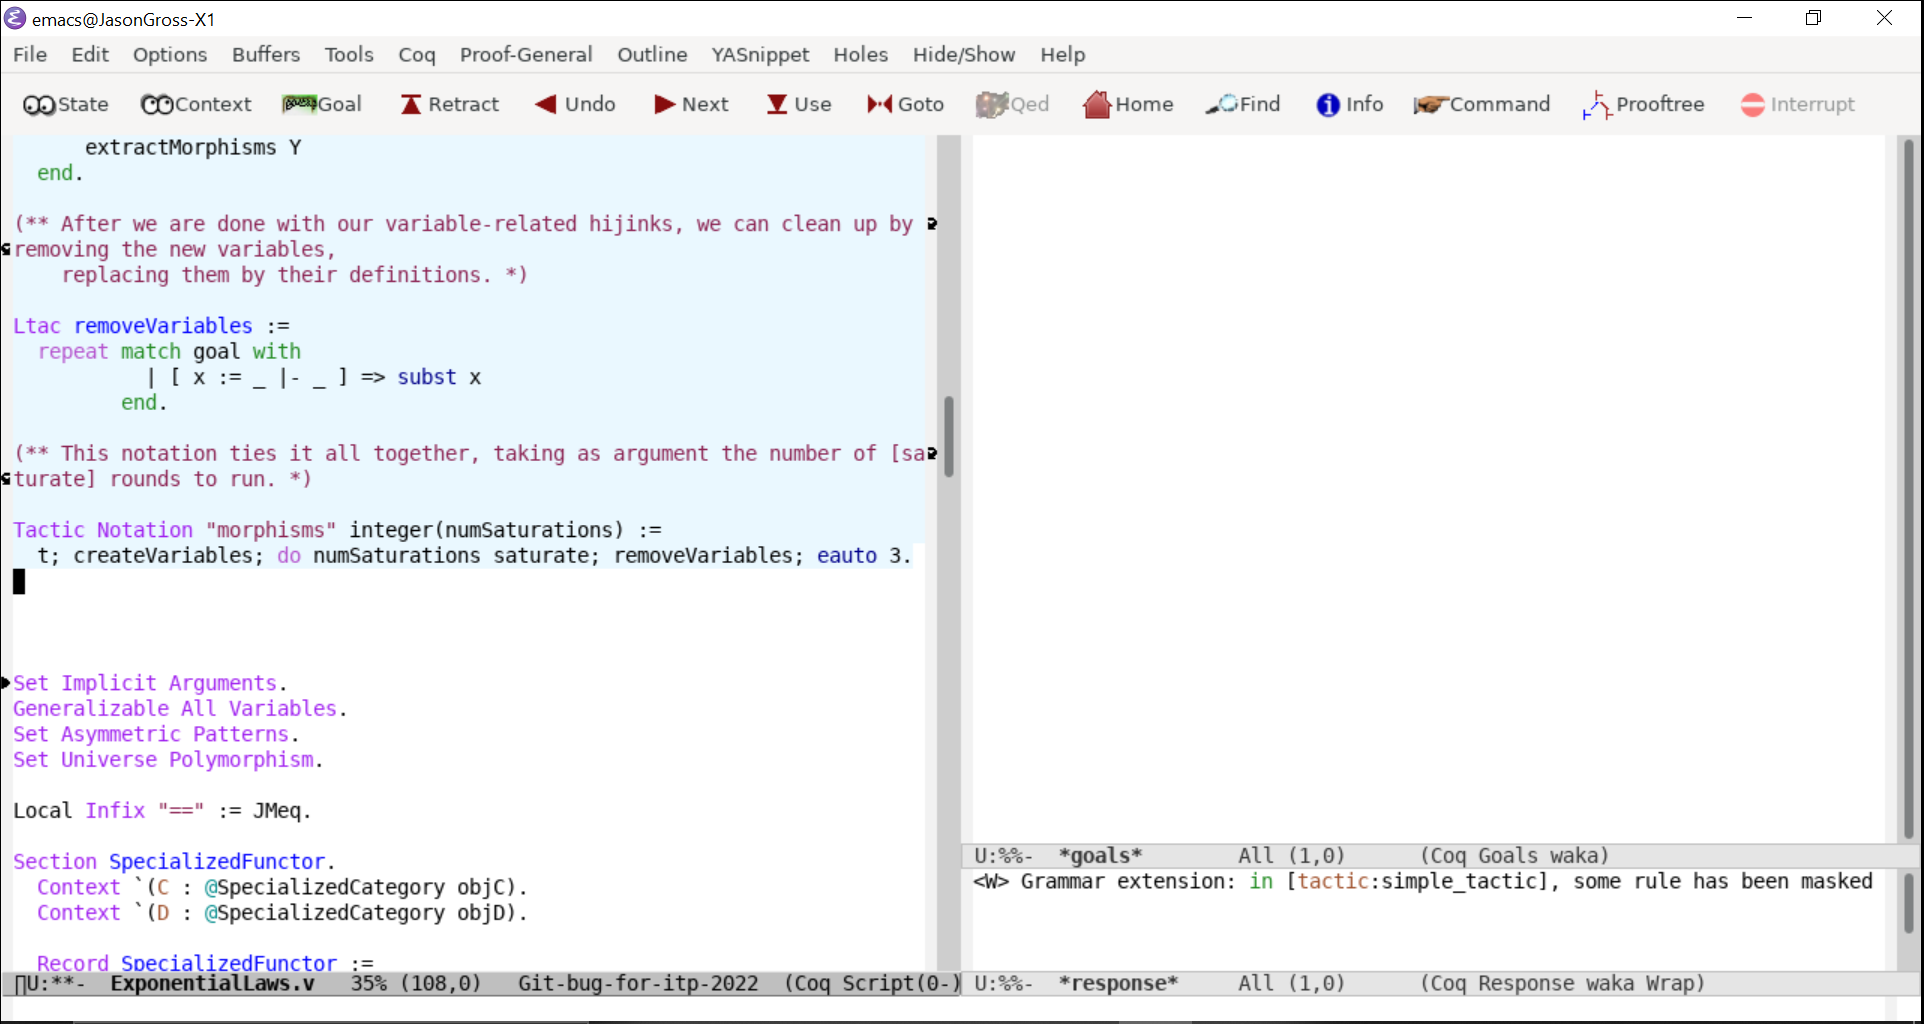 emacs@JasonGross-X1
File Edit Options Buffers Tools Coq Proof-General Outline YASnippet Holes Hide/Show Help
State Context Goal Retract Undo Next Use Goto Qed Home Find Info Command Prooftree Interrupt
      extractMorphisms Y
  end.
(** After we are done with our variable-related hijinks, we can clean up by
removing the new variables,
    replacing them by their definitions. *)
Ltac removeVariables :=
  repeat match goal with
           | [ x := _ |- _ ] => subst x
         end.
(** This notation ties it all together, taking as argument the number of [sa
turate] rounds to run. *)
Tactic Notation "morphisms" integer(numSaturations) :=
  t; createVariables; do numSaturations saturate; removeVariables; eauto 3.
Set Implicit Arguments.
Generalizable All Variables.
Set Asymmetric Patterns.
Set Universe Polymorphism.
Local Infix "==" := JMeq.
Section SpecializedFunctor.
  Context `(C : @SpecializedCategory objC).
  Context `(D : @SpecializedCategory objD).
  Record SpecializedFunctor :=
U:**-  ExponentialLaws.v   35% (108,0)   Git-bug-for-itp-2022  (Coq Script(0-)
U:%%-  *goals*        All (1,0)      (Coq Goals waka)
<W> Grammar extension: in [tactic:simple_tactic], some rule has been masked
U:%%-  *response*     All (1,0)      (Coq Response waka Wrap)